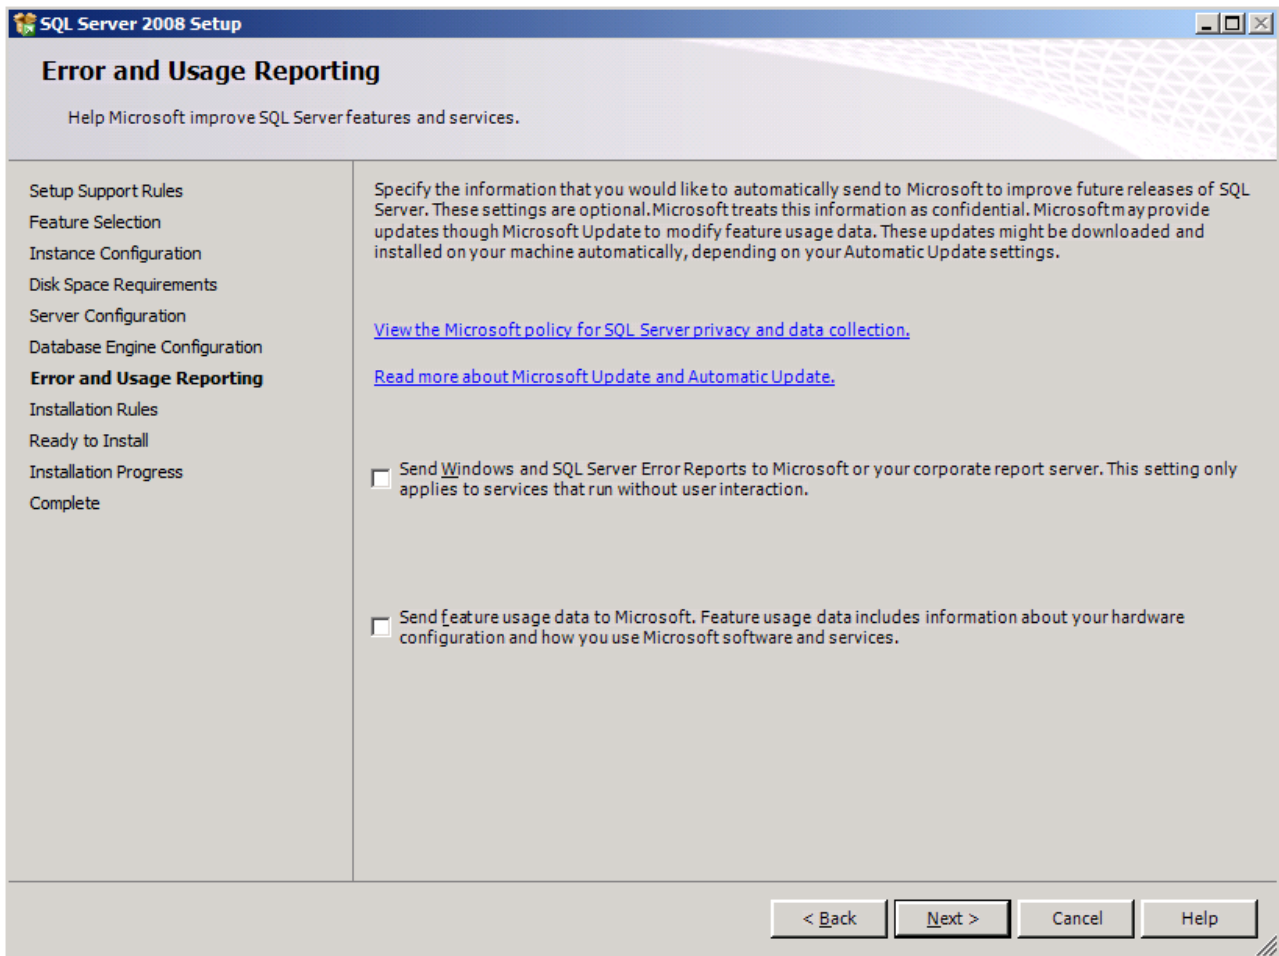 SQL Server 2008 Setup
Error and Usage Reporting
Help Microsoft improve SQL Server features and services.
Setup Support Rules
Feature Selection
Instance Configuration
Disk Space Requirements
Server Configuration
Database Engine Configuration
Error and Usage Reporting
Installation Rules
Ready to Install
Installation Progress
Complete
Specify the information that you would like to automatically send to Microsoft to improve future releases of SQL
Server. These settings are optional. Microsoft treats this information as confidential. Microsoft may provide
updates though Microsoft Update to modify feature usage data. These updates might be downloaded and
installed on your machine automatically, depending on your Automatic Update settings.
View the Microsoft policy for SQL Server privacy and data collection.
Read more about Microsoft Update and Automatic Update.
Send Windows and SQL Server Error Reports to Microsoft or your corporate report server. This setting only
applies to services that run without user interaction.
Send feature usage data to Microsoft. Feature usage data includes information about your hardware
configuration and how you use Microsoft software and services.
< Back
Next >
Cancel
Help